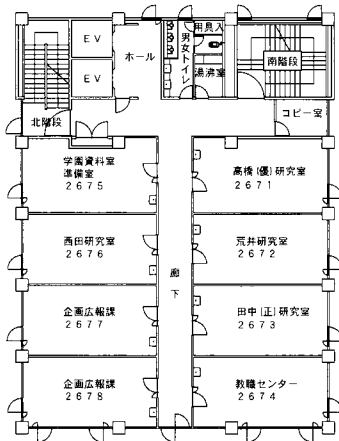 ＥＶ
ＥＶ
ホール
男女トイレ
用具入
湯沸室
南階段
北階段
コピー室
学園資料室
準備室
２６７５
高橋(優)研究室
２６７１
西田研究室
２６７６
荒井研究室
２６７２
廊下
企画広報課
２６７７
田中(正)研究室
２６７３
企画広報課
２６７８
教職センター
２６７４